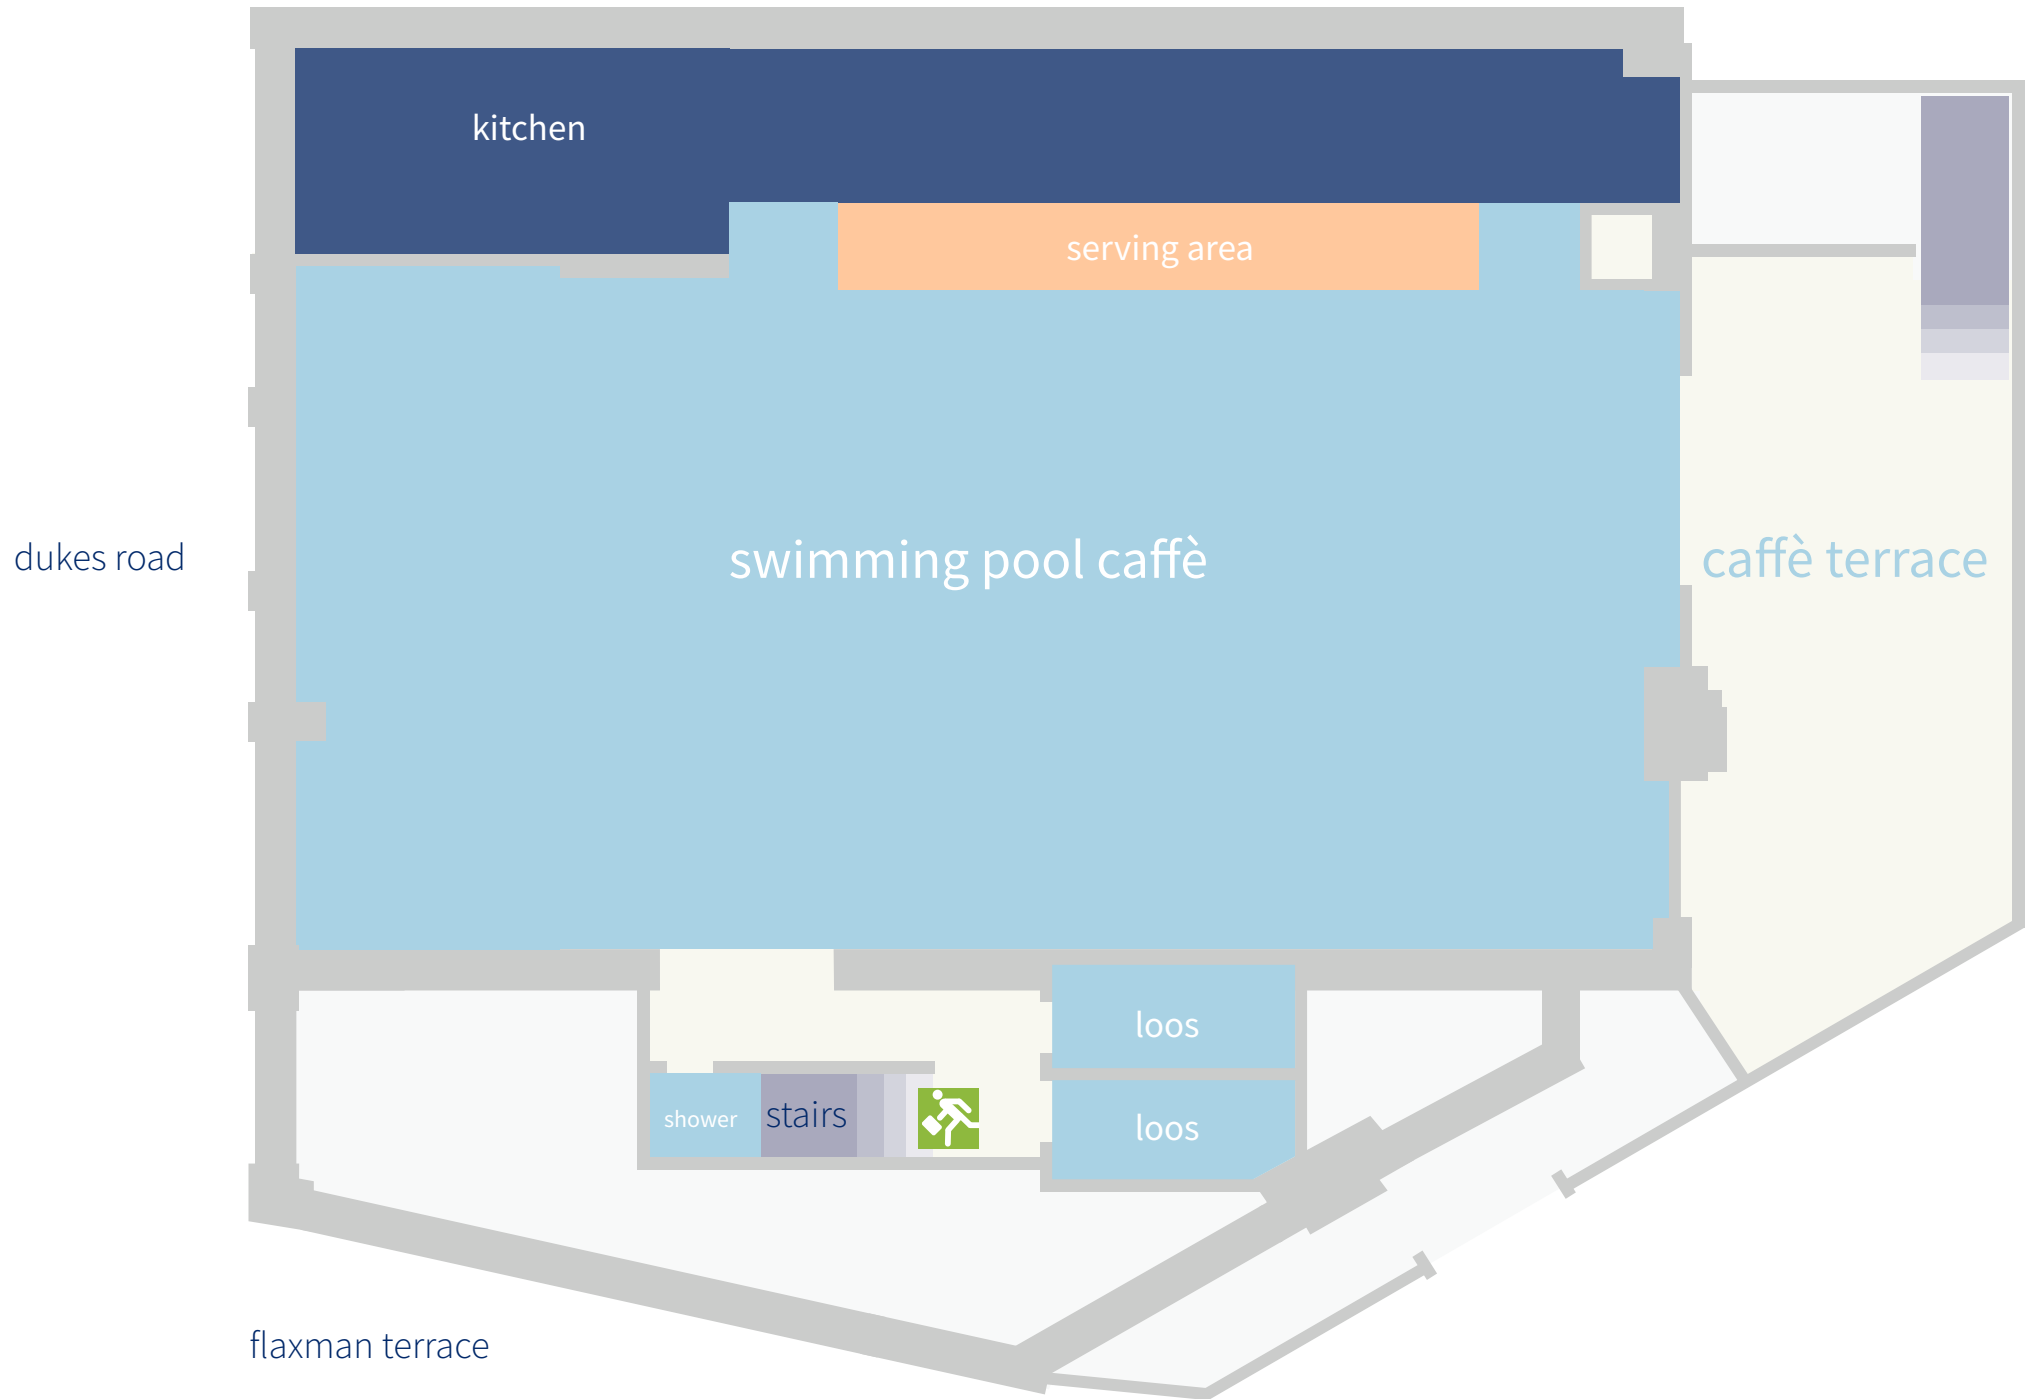 kitchen
serving area
dukes road
swimming pool caffè
caffè terrace
loos
shower
stairs
loos
flaxman terrace